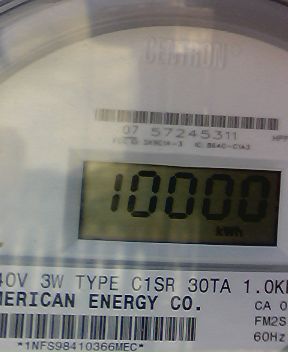 CENTRON®
07 57245311
10000
kWh
40V 3W TYPE C1SR 30TA 1.0K
MERICAN ENERGY CO.
CA 0
FM2S
60Hz
*1NFS98410366MEC*